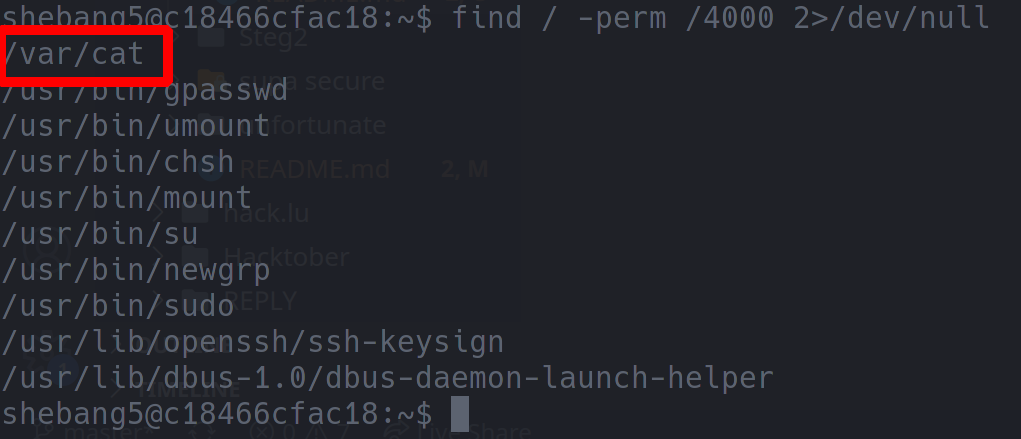 shebang5@c18466cfac18:~$ find / -perm /4000 2>/dev/null
Steg2
/var/cat
supa secure
/usr/bin/gpasswd
unfortunate
/usr/bin/umount
/usr/bin/chsh
README.md 2, M
/usr/bin/mount
hack.lu
/usr/bin/su
Hacktober
/usr/bin/newgrp
REPLY
/usr/bin/sudo
/usr/lib/openssh/ssh-keysign
/usr/lib/dbus-1.0/dbus-daemon-launch-helper
TIMELINE
shebang5@c18466cfac18:~$
master* Live Share